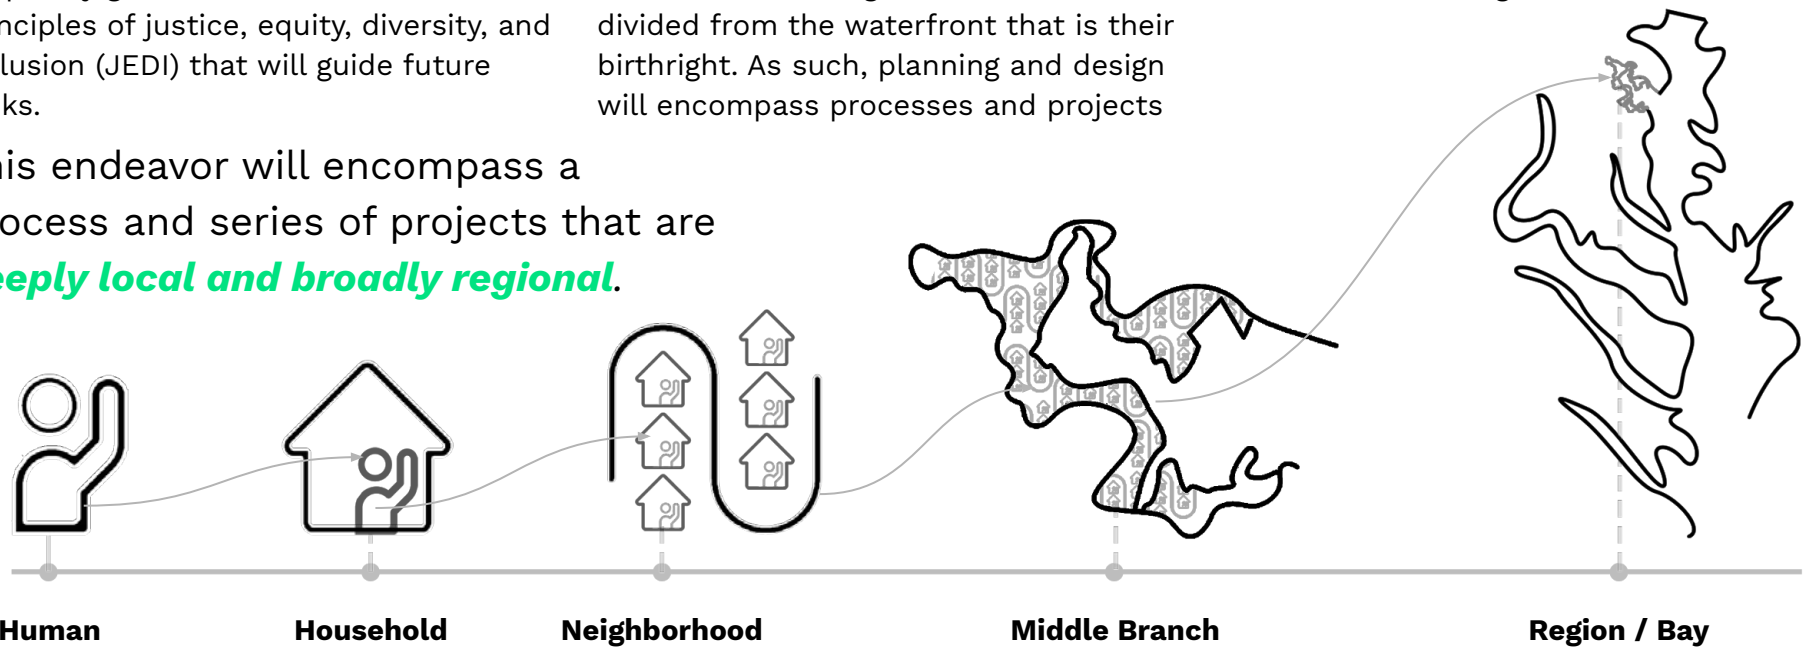 nciples of justice, equity, diversity, and
lusion (JEDI) that will guide future
ks.
divided from the waterfront that is their
birthright. As such, planning and design
will encompass processes and projects
his endeavor will encompass a
ocess and series of projects that are
eeply local and broadly regional.
Human
Household
Neighborhood
Middle Branch
Region / Bay